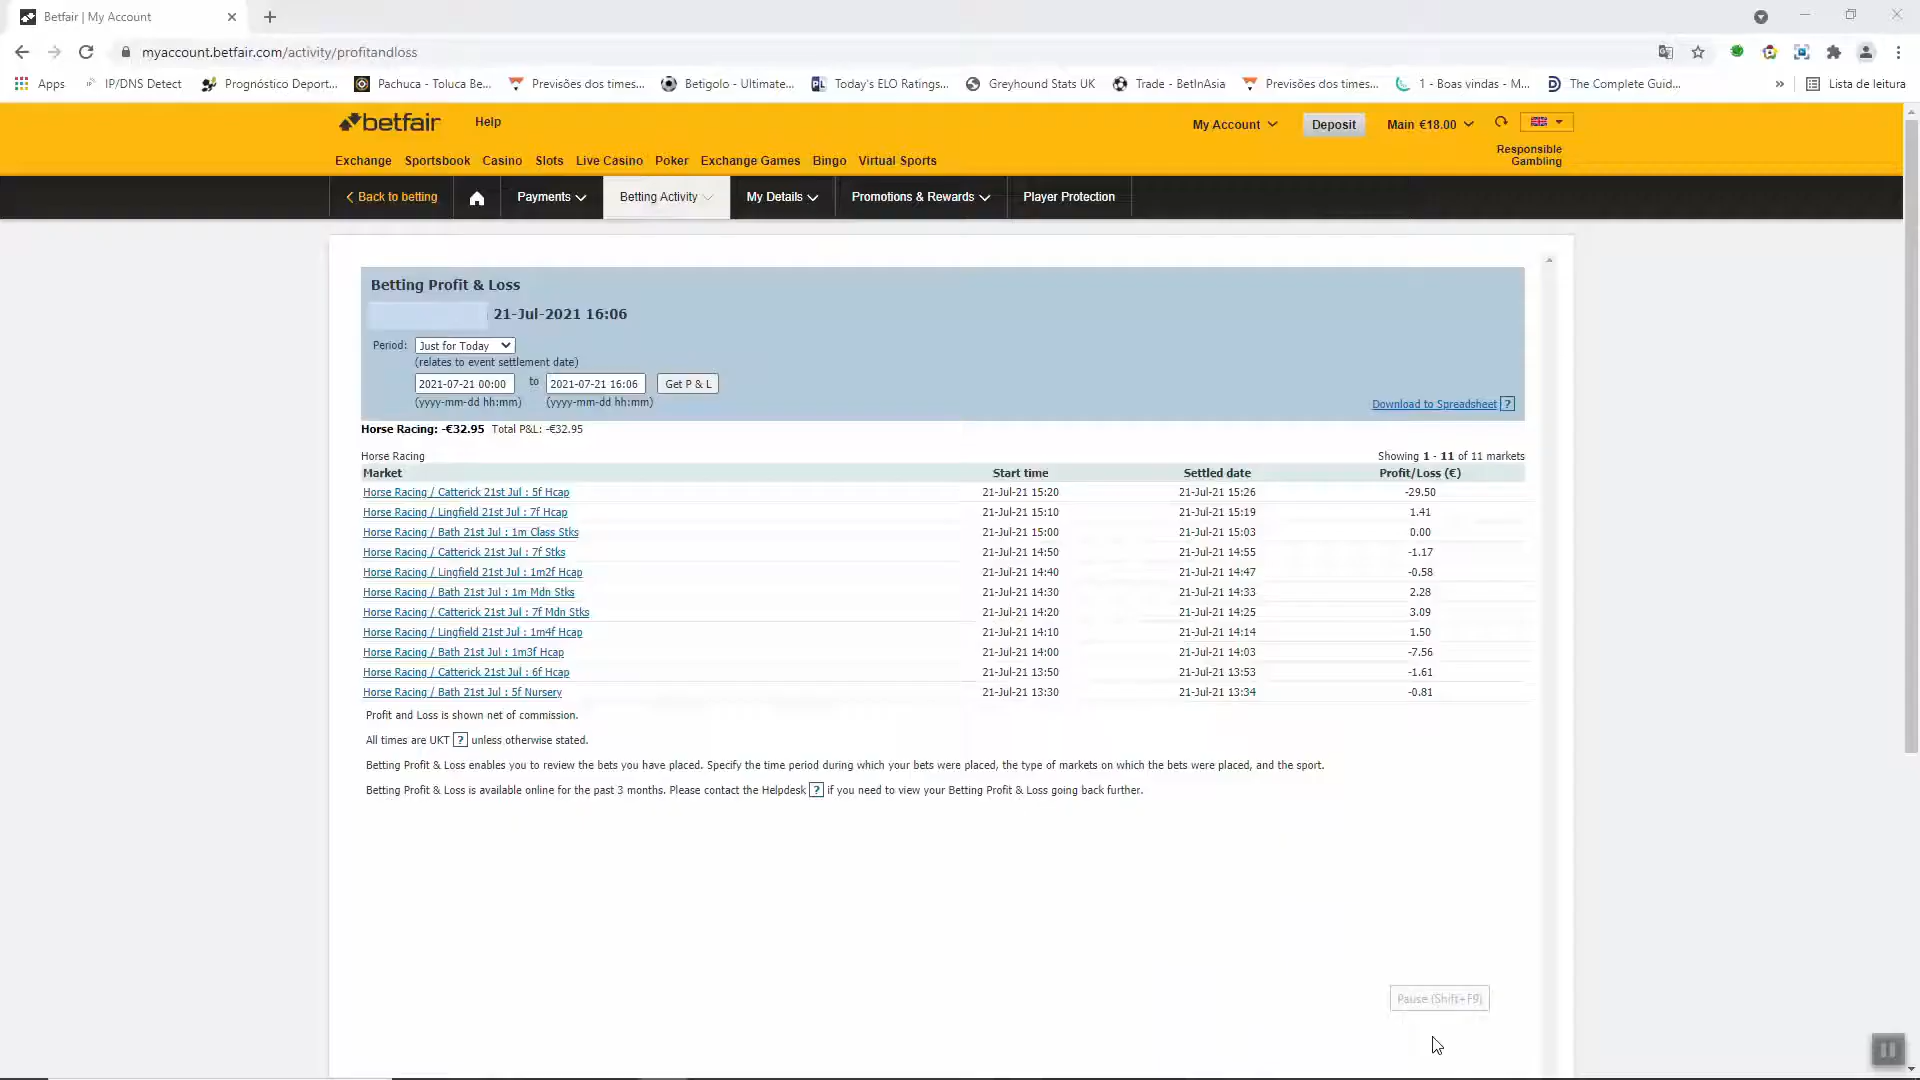 Betfair | My Account
myaccount.betfair.com/activity/profitandloss
Apps IP/DNS Detect Prognóstico Deport... Pachuca - Toluca Be... Previsões dos times... Betigolo - Ultimate... Today's ELO Ratings... Greyhound Stats UK Trade - BetInAsia Previsões dos times... 1 - Boas vindas - M... The Complete Guid... » Lista de leitura
betfair Help My Account Deposit Main €18.00
Responsible
Gambling
Exchange Sportsbook Casino Slots Live Casino Poker Exchange Games Bingo Virtual Sports
Back to betting Payments Betting Activity My Details Promotions & Rewards Player Protection
Betting Profit & Loss
21-Jul-2021 16:06
Period: Just for Today
(relates to event settlement date)
2021-07-21 00:00 to 2021-07-21 16:06 Get P & L
(yyyy-mm-dd hh:mm) (yyyy-mm-dd hh:mm) Download to Spreadsheet ?
Horse Racing: -€32.95 Total P&L: -€32.95
Horse Racing Showing 1 - 11 of 11 markets
Market Start time Settled date Profit/Loss (€)
Horse Racing / Catterick 21st Jul : 5f Hcap 21-Jul-21 15:20 21-Jul-21 15:26 -29.50
Horse Racing / Lingfield 21st Jul : 7f Hcap 21-Jul-21 15:10 21-Jul-21 15:19 1.41
Horse Racing / Bath 21st Jul : 1m Class Stks 21-Jul-21 15:00 21-Jul-21 15:03 0.00
Horse Racing / Catterick 21st Jul : 7f Stks 21-Jul-21 14:50 21-Jul-21 14:55 -1.17
Horse Racing / Lingfield 21st Jul : 1m2f Hcap 21-Jul-21 14:40 21-Jul-21 14:47 -0.58
Horse Racing / Bath 21st Jul : 1m Mdn Stks 21-Jul-21 14:30 21-Jul-21 14:33 2.28
Horse Racing / Catterick 21st Jul : 7f Mdn Stks 21-Jul-21 14:20 21-Jul-21 14:25 3.09
Horse Racing / Lingfield 21st Jul : 1m4f Hcap 21-Jul-21 14:10 21-Jul-21 14:14 1.50
Horse Racing / Bath 21st Jul : 1m3f Hcap 21-Jul-21 14:00 21-Jul-21 14:03 -7.56
Horse Racing / Catterick 21st Jul : 6f Hcap 21-Jul-21 13:50 21-Jul-21 13:53 -1.61
Horse Racing / Bath 21st Jul : 5f Nursery 21-Jul-21 13:30 21-Jul-21 13:34 -0.81
Profit and Loss is shown net of commission.
All times are UKT ? unless otherwise stated.
Betting Profit & Loss enables you to review the bets you have placed. Specify the time period during which your bets were placed, the type of markets on which the bets were placed, and the sport.
Betting Profit & Loss is available online for the past 3 months. Please contact the Helpdesk ? if you need to view your Betting Profit & Loss going back further.
Pause (Shift+F9)